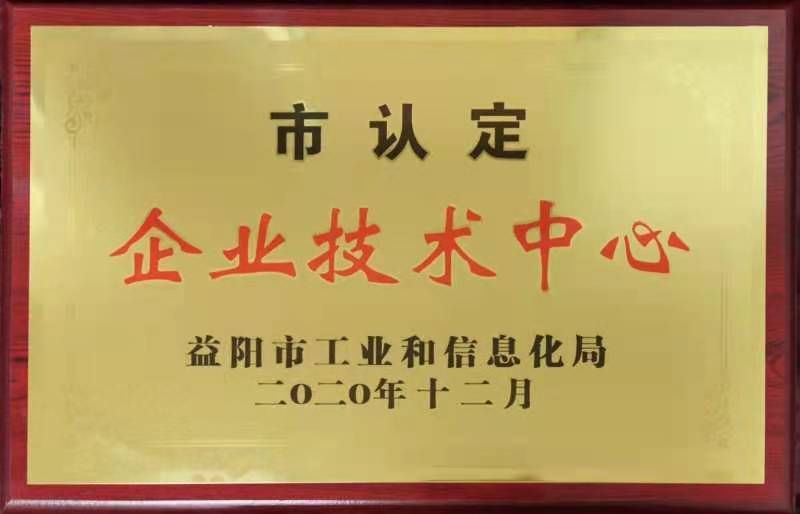 市认定
企业技术中心
益阳市工业和信息化局
二〇二〇年十二月